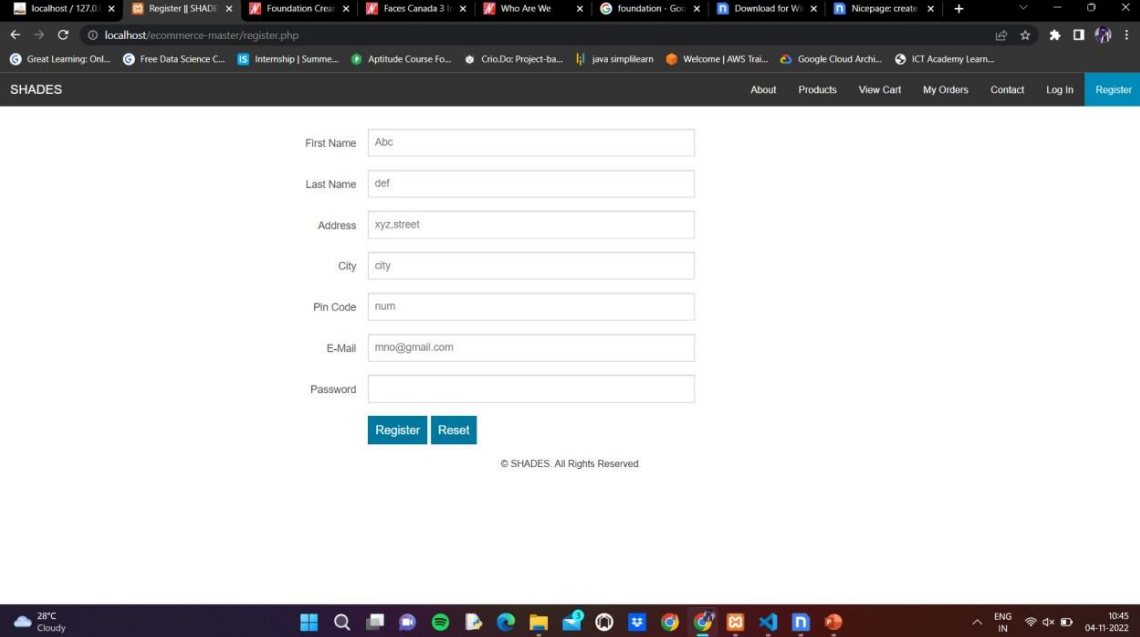 localhost / 127.0. Register || SHADE Foundation Crear Faces Canada 3 I Who Are We foundation - Goo Download for Wi Nicepage: create
localhost/ecommerce-master/register.php
Great Learning: Onl... Free Data Science C... Internship | Summe... Aptitude Course Fo... Crio.Do: Project-ba... java simplilearn Welcome | AWS Trai... Google Cloud Archi... ICT Academy Learn...
SHADES About Products View Cart My Orders Contact Log In Register
First Name Abc
Last Name def
Address xyz,street
City city
Pin Code num
E-Mail mno@gmail.com
Password
Register Reset
© SHADES. All Rights Reserved.
28°C ENG 10:45
Cloudy IN 04-11-2022